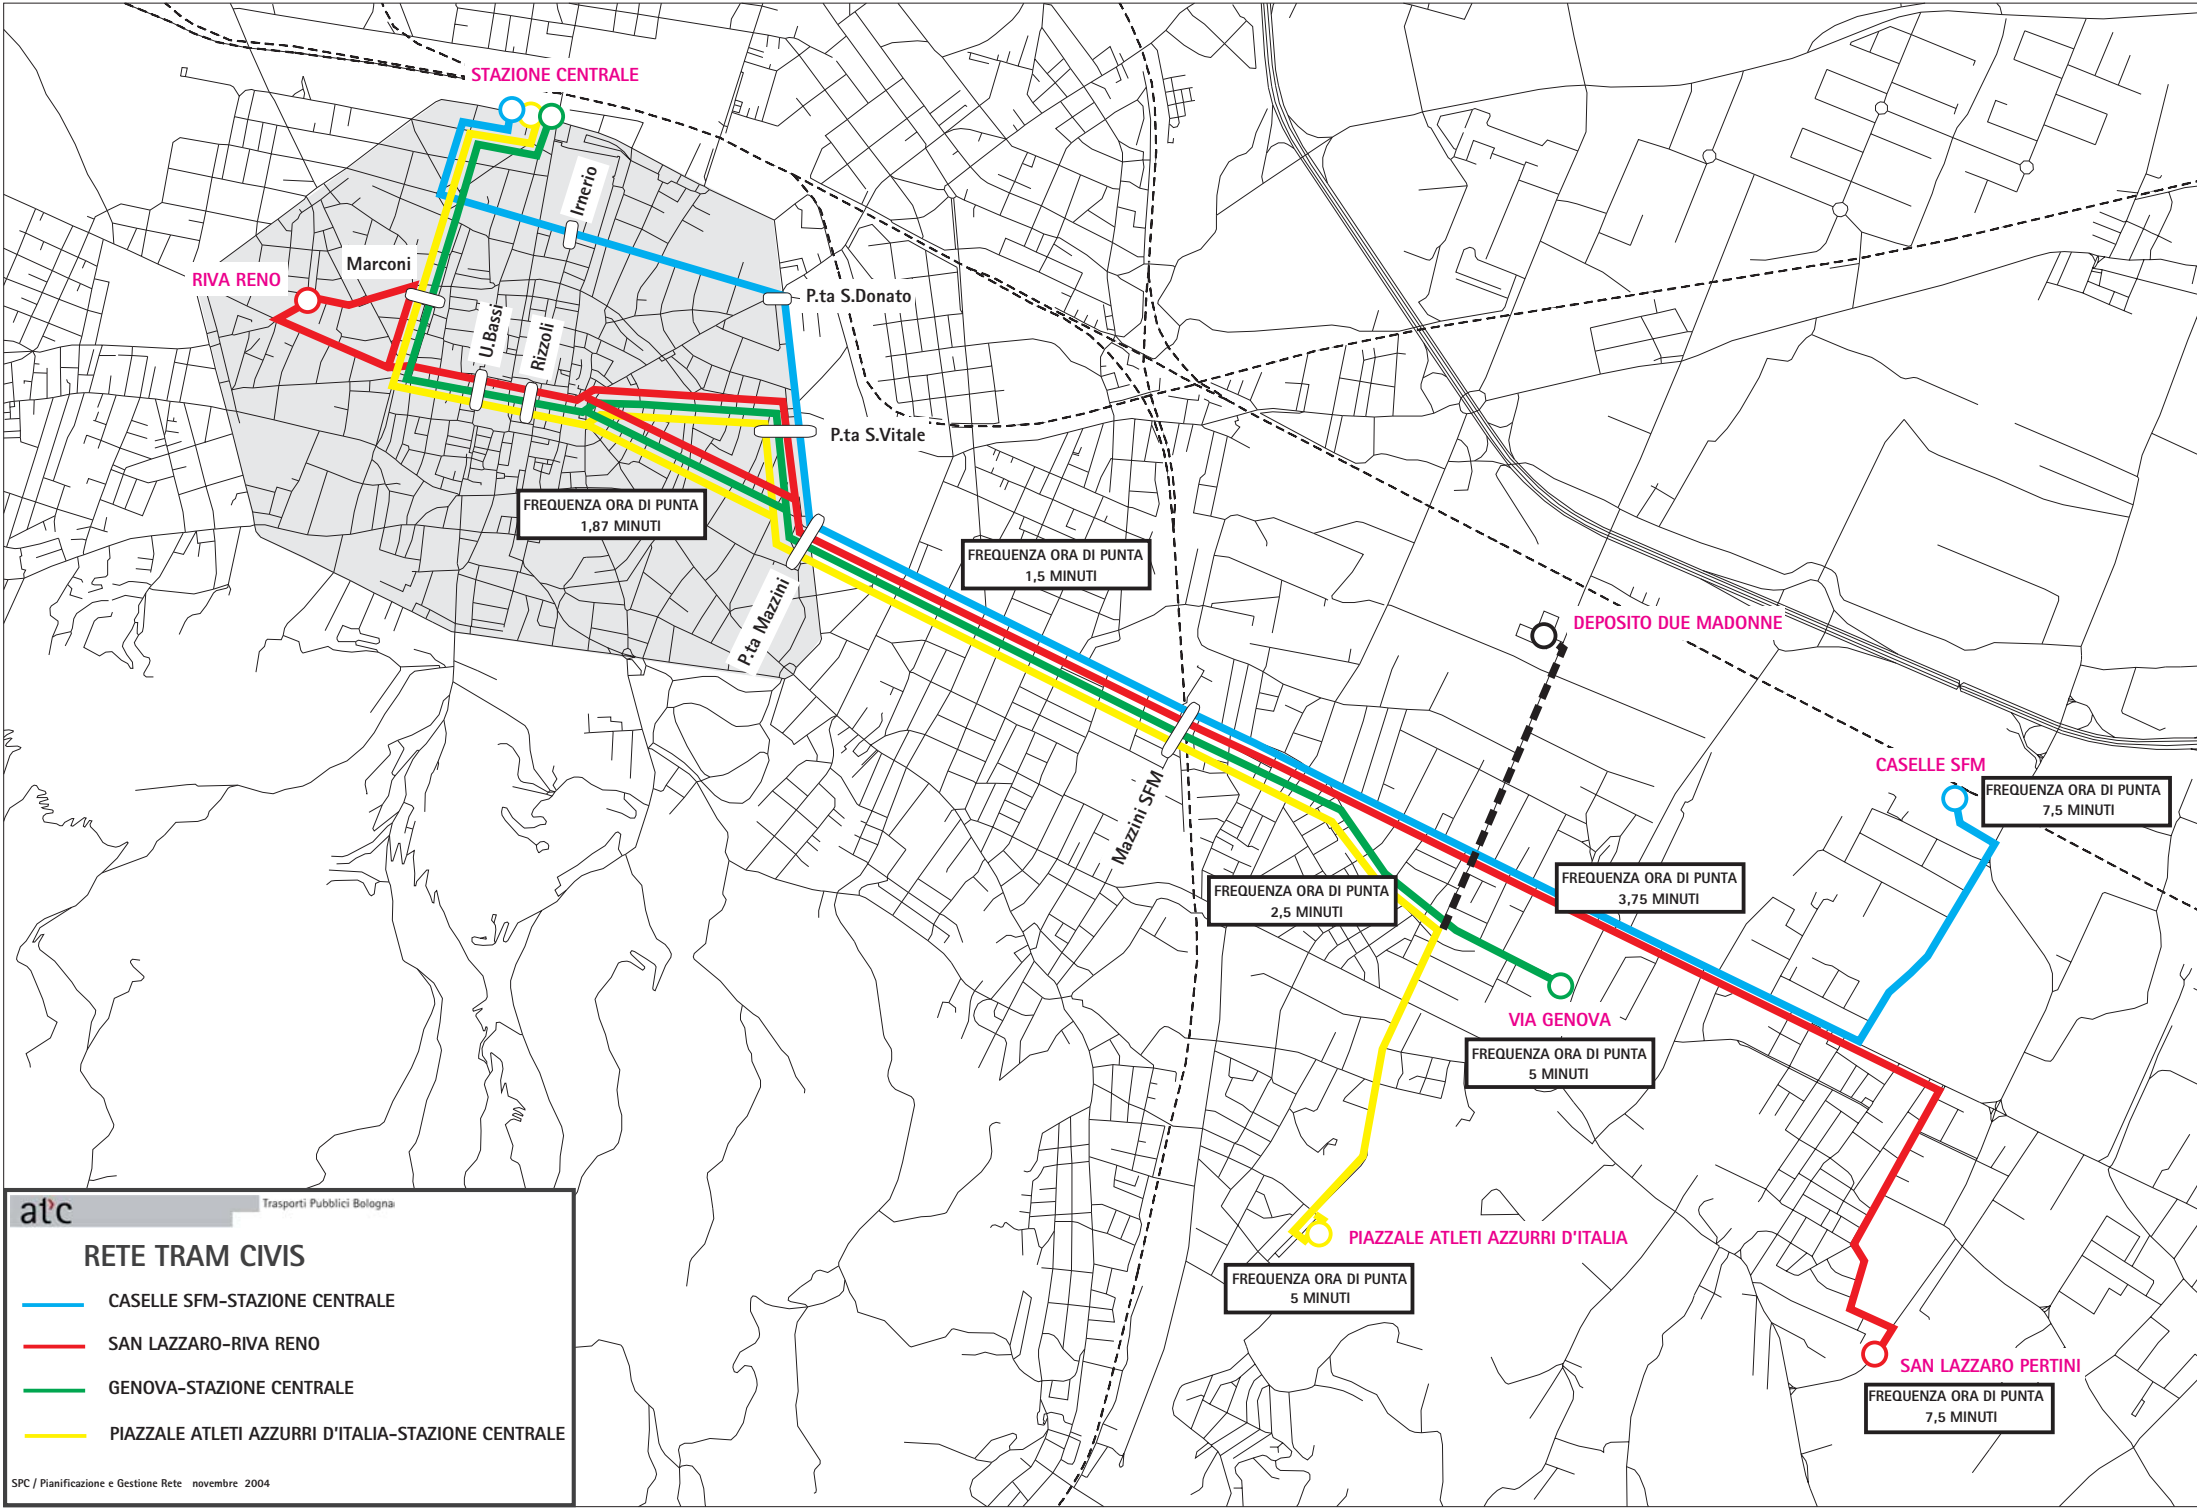 STAZIONE CENTRALE
Irnerio
Marconi
RIVA RENO
P.ta S.Donato
U.Bassi
Rizzoli
P.ta S.Vitale
FREQUENZA ORA DI PUNTA
1,87 MINUTI
FREQUENZA ORA DI PUNTA
1,5 MINUTI
P.ta Mazzini
DEPOSITO DUE MADONNE
Mazzini SFM
CASELLE SFM
FREQUENZA ORA DI PUNTA
7,5 MINUTI
FREQUENZA ORA DI PUNTA
2,5 MINUTI
FREQUENZA ORA DI PUNTA
3,75 MINUTI
VIA GENOVA
FREQUENZA ORA DI PUNTA
5 MINUTI
PIAZZALE ATLETI AZZURRI D'ITALIA
FREQUENZA ORA DI PUNTA
5 MINUTI
SAN LAZZARO PERTINI
FREQUENZA ORA DI PUNTA
7,5 MINUTI
at'c
Trasporti Pubblici Bologna
RETE TRAM CIVIS
CASELLE SFM-STAZIONE CENTRALE
SAN LAZZARO-RIVA RENO
GENOVA-STAZIONE CENTRALE
PIAZZALE ATLETI AZZURRI D'ITALIA-STAZIONE CENTRALE
SPC / Pianificazione e Gestione Rete novembre 2004